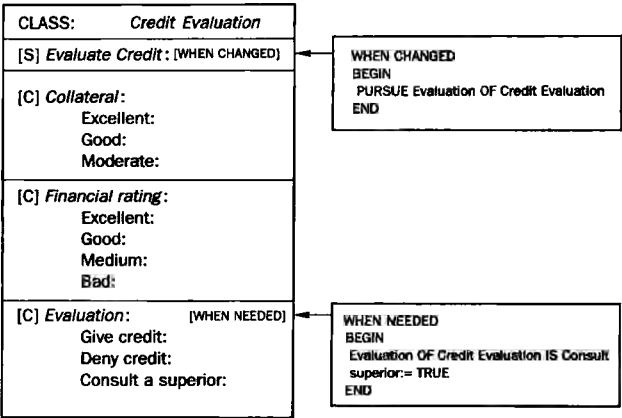 CLASS: Credit Evaluation
[S] Evaluate Credit: [WHEN CHANGED]
[C] Collateral:
Excellent:
Good:
Moderate:
[C] Financial rating:
Excellent:
Good:
Medium:
Bad:
[C] Evaluation: [WHEN NEEDED]
Give credit:
Deny credit:
Consult a superior:
WHEN CHANGED
BEGIN
PURSUE Evaluation OF Credit Evaluation
END
WHEN NEEDED
BEGIN
Evaluation OF Credit Evaluation IS Consult
superior:= TRUE
END